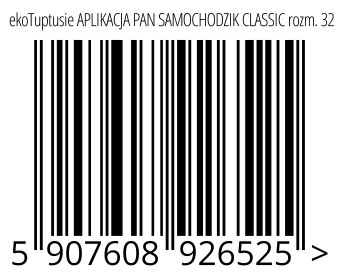 ekoTuptusie APLIKACJA PAN SAMOCHODZIK CLASSIC rozm. 32
5 907608 926525 >